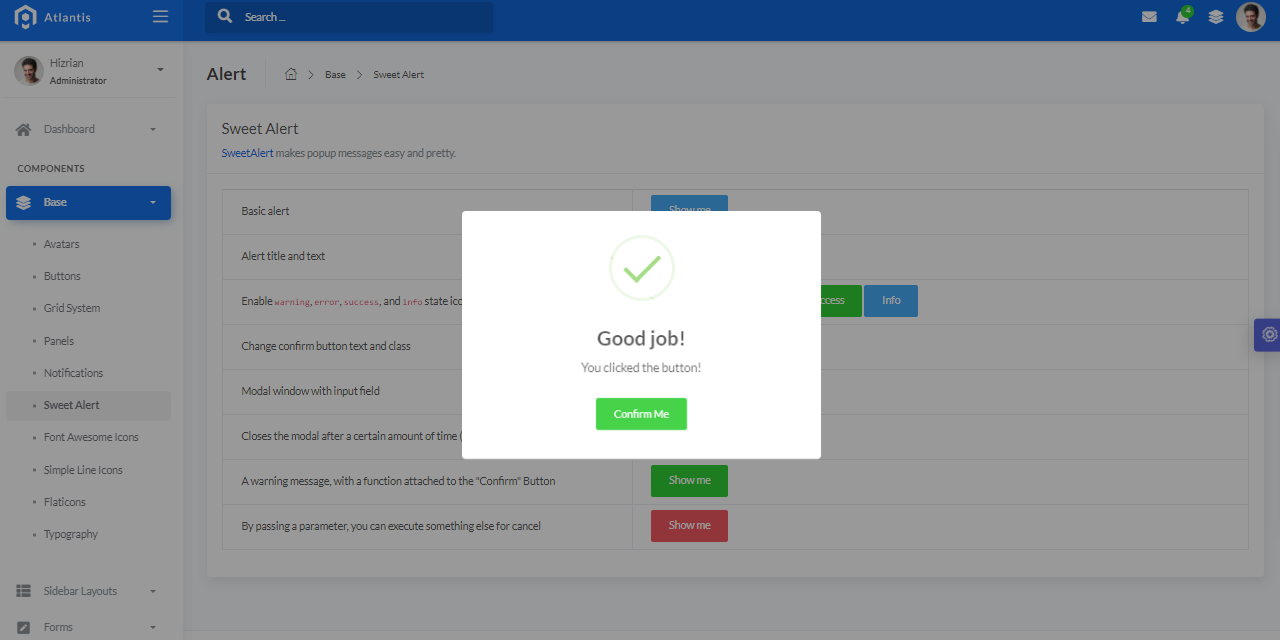 Atlantis
Search ...
4
Hizrian
Administrator
Alert
Base
Sweet Alert
Dashboard
COMPONENTS
Base
Avatars
Buttons
Grid System
Panels
Notifications
Sweet Alert
Font Awesome Icons
Simple Line Icons
Flaticons
Typography
Sidebar Layouts
Forms
Sweet Alert
SweetAlert makes popup messages easy and pretty.
Basic alert
Show me
Alert title and text
Enable warning, error, success, and info state
Info
Change confirm button text and class
Modal window with input field
Closes the modal after a certain amount of time (
A warning message, with a function attached to the "Confirm" Button
Show me
By passing a parameter, you can execute something else for cancel
Show me
Good job!
You clicked the button!
Confirm Me